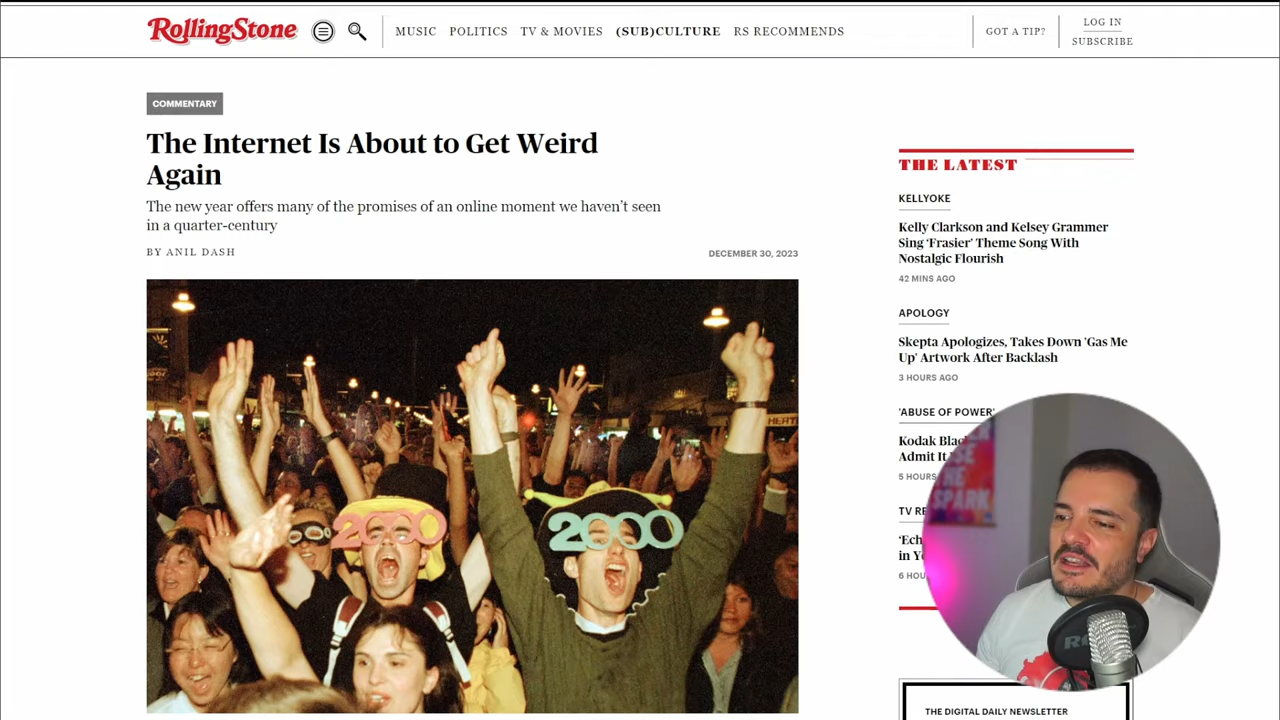 RollingStone
MUSIC POLITICS TV & MOVIES (SUB)CULTURE RS RECOMMENDS
GOT A TIP?
LOG IN
SUBSCRIBE
COMMENTARY
The Internet Is About to Get Weird
Again
The new year offers many of the promises of an online moment we haven't seen
in a quarter-century
BY ANIL DASH
DECEMBER 30, 2023
2000
2000
THE LATEST
KELLYOKE
Kelly Clarkson and Kelsey Grammer
Sing 'Frasier' Theme Song With
Nostalgic Flourish
42 MINS AGO
APOLOGY
Skepta Apologizes, Takes Down 'Gas Me
Up' Artwork After Backlash
3 HOURS AGO
'ABUSE OF POWER'
Kodak
Admit It
5 HOURS
TV
in
6
THE
SPARK
THE DIGITAL DAILY NEWSLETTER